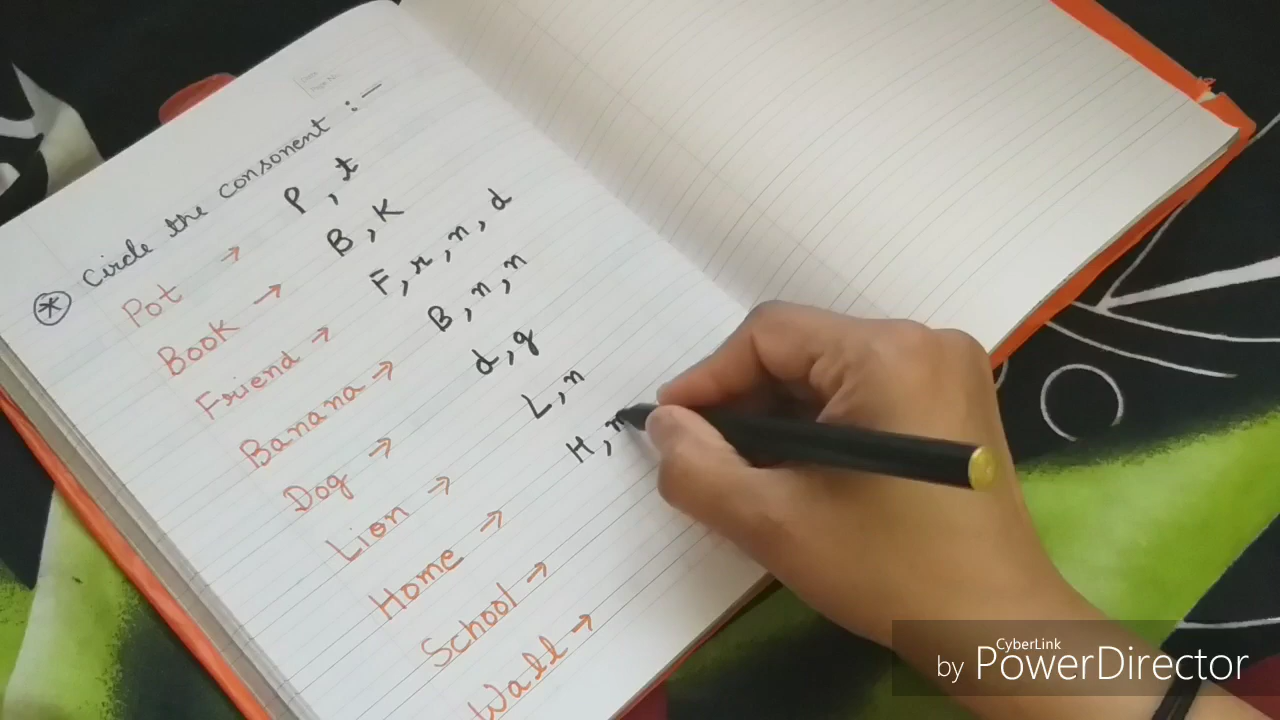 * Circle the consonent :-
Pot → P, t
Book → B, K
Friend → F, r, n, d
Banana → B, n, n
Dog → d, g
Lion → L, n
Home → H, m
School →
Wall →
CyberLink
by PowerDirector